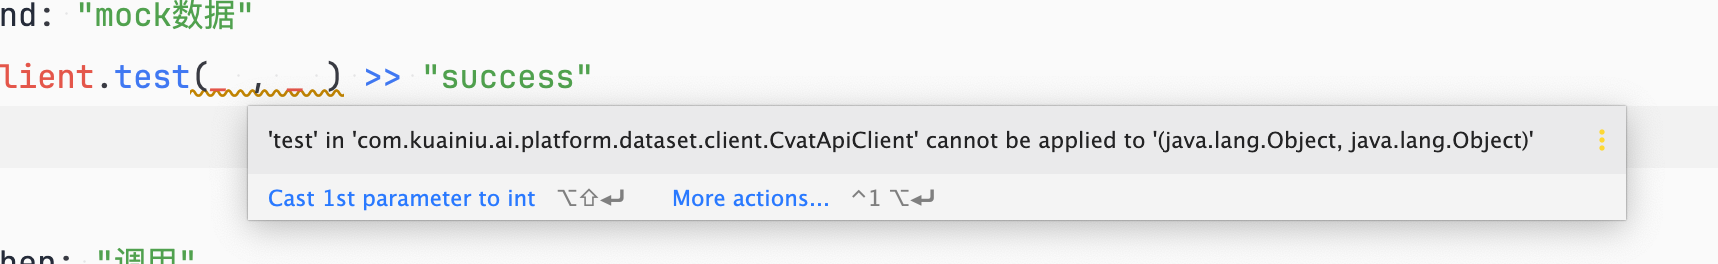 nd: "mock数据"
lient.test(_ , _ ) >> "success"
'test' in 'com.kuainiu.ai.platform.dataset.client.CvatApiClient' cannot be applied to '(java.lang.Object, java.lang.Object)'
Cast 1st parameter to int ⌥⇧↵ More actions... ^1 ⌥↵
hen: "调用"